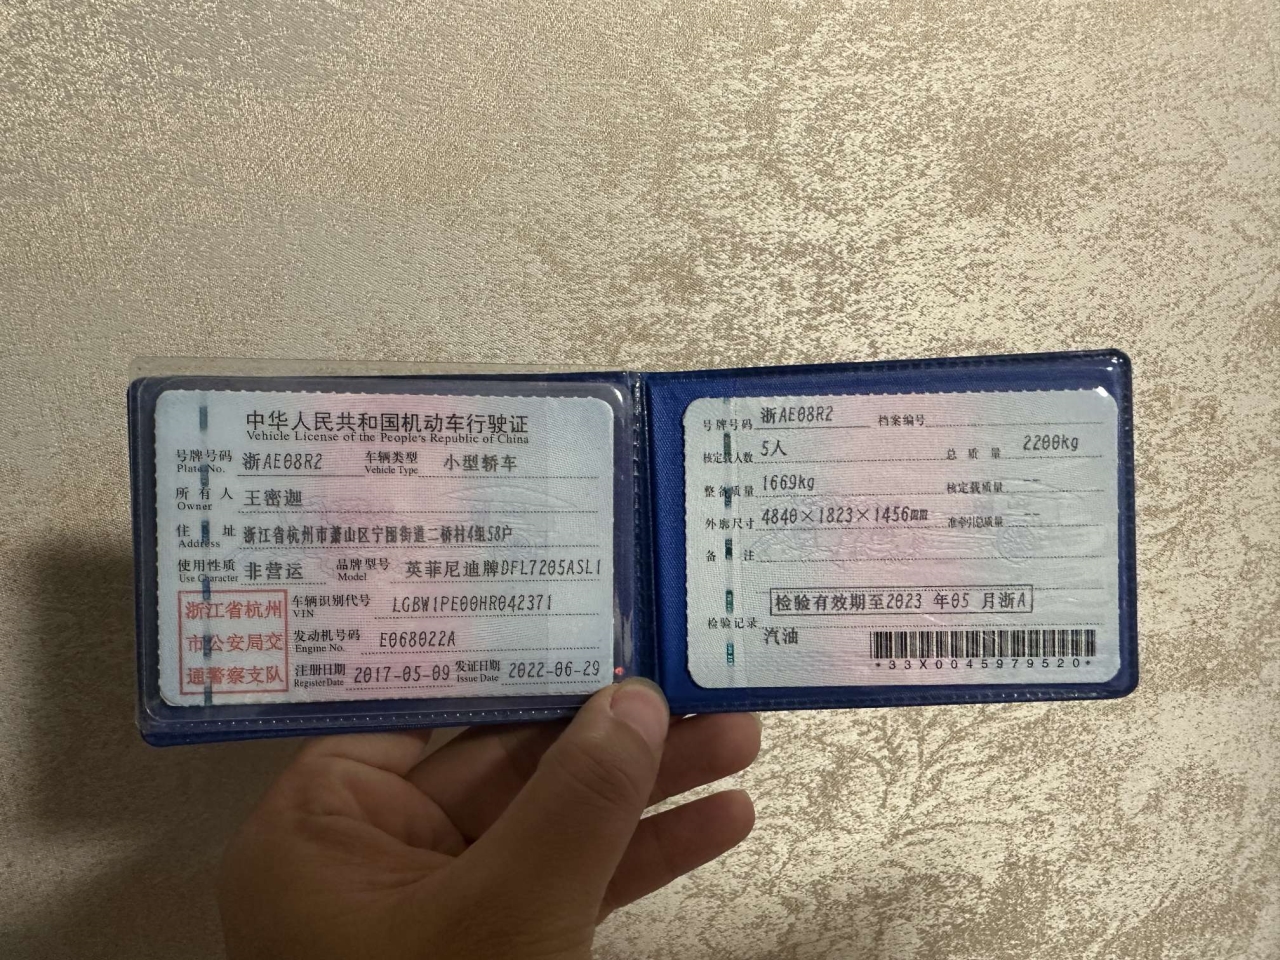 中华人民共和国机动车行驶证
Vehicle License of the People's Republic of China
号牌号码 浙AE08R2 车辆类型 小型轿车
Plate No. Vehicle Type
所有人 王密迦
Owner
住址 浙江省杭州市萧山区宁围街道二桥村4组58户
Address
使用性质 非营运 品牌型号 英菲尼迪牌DFL7205ASL1
Use Character Model
浙江省杭州
市公安局交
通警察支队
车辆识别代号 LGBW1PE00HR042371
VIN
发动机号码 E068022A
Engine No.
注册日期 2017-05-09 发证日期 2022-06-29
Register Date Issue Date
号牌号码 浙AE08R2 档案编号
核定载人数 5人 总质量 2200kg
整备质量 1669kg 核定载质量 --
外廓尺寸 4840×1823×1456mm 准牵引总质量 --
备注
检验有效期至2023 年05 月浙A
检验记录
汽油
*33X0045979520*